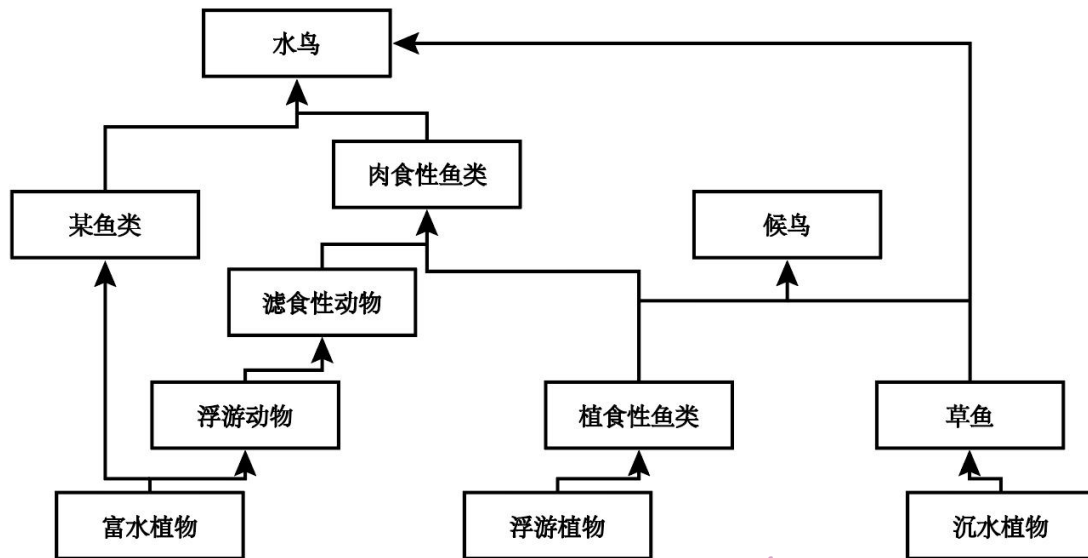 水鸟
肉食性鱼类
某鱼类
候鸟
滤食性动物
浮游动物
植食性鱼类
草鱼
富水植物
浮游植物
沉水植物